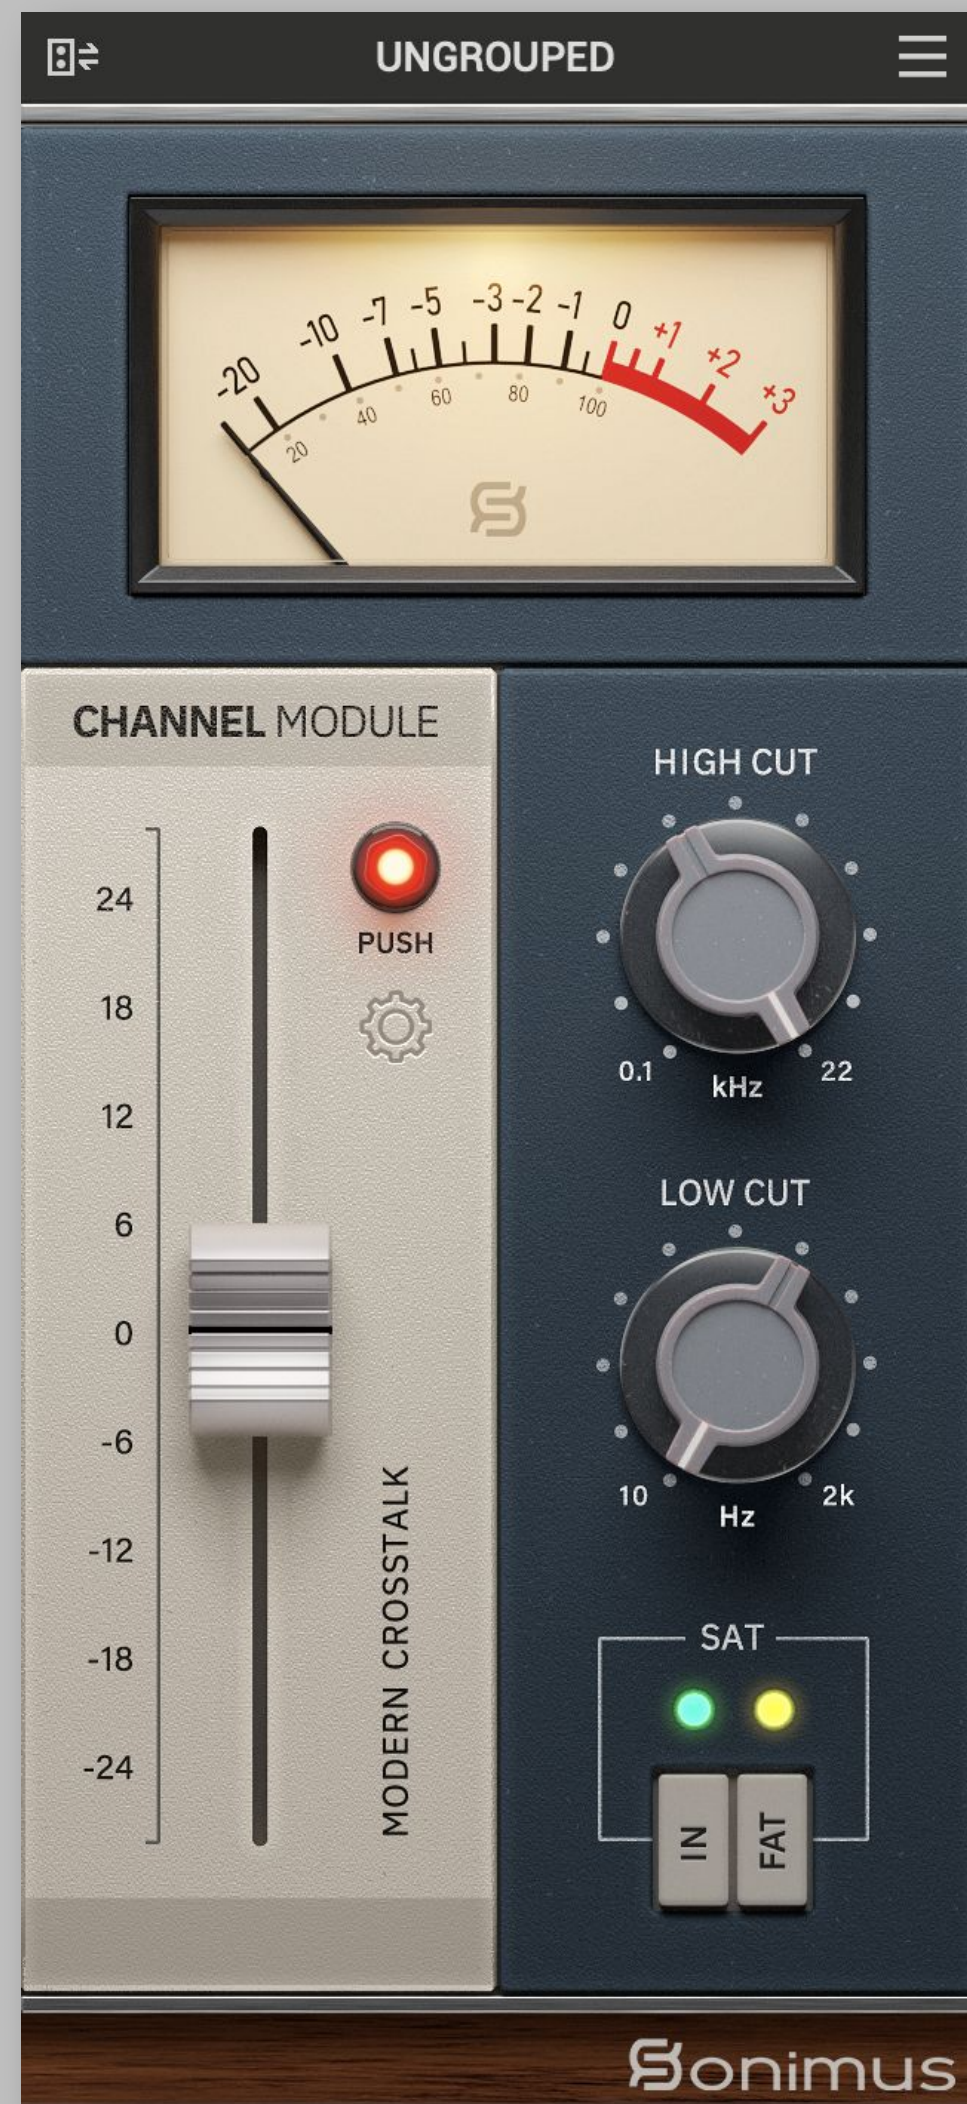 UNGROUPED
-20 -10 -7 -5 -3 -2 -1 0 +1 +2 +3
20 40 60 80 100
CHANNEL MODULE
24
18
12
6
0
-6
-12
-18
-24
PUSH
MODERN CROSSTALK
HIGH CUT
0.1 kHz 22
LOW CUT
10 Hz 2k
SAT
IN FAT
Sonimus